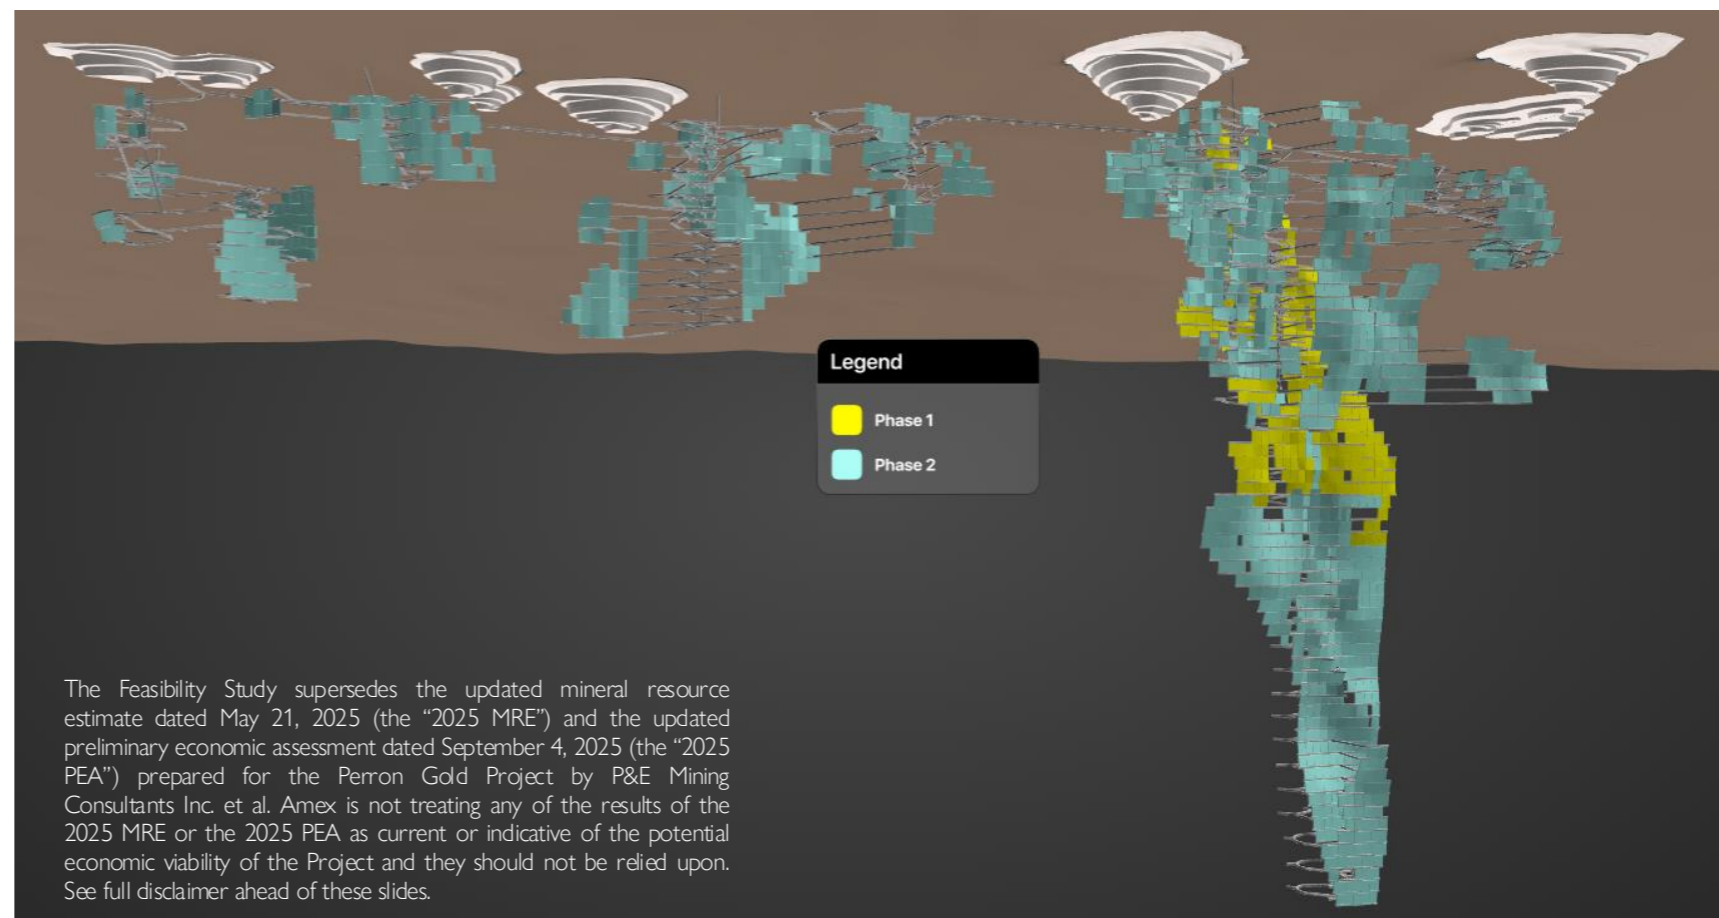 Legend
Phase 1
Phase 2
The Feasibility Study supersedes the updated mineral resource
estimate dated May 21, 2025 (the “2025 MRE”) and the updated
preliminary economic assessment dated September 4, 2025 (the “2025
PEA”) prepared for the Perron Gold Project by P&E Mining
Consultants Inc. et al. Amex is not treating any of the results of the
2025 MRE or the 2025 PEA as current or indicative of the potential
economic viability of the Project and they should not be relied upon.
See full disclaimer ahead of these slides.